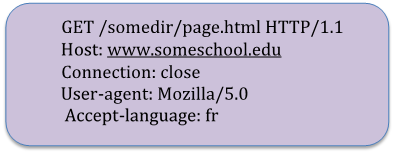 GET /somedir/page.html HTTP/1.1
Host: www.someschool.edu
Connection: close
User-agent: Mozilla/5.0
Accept-language: fr